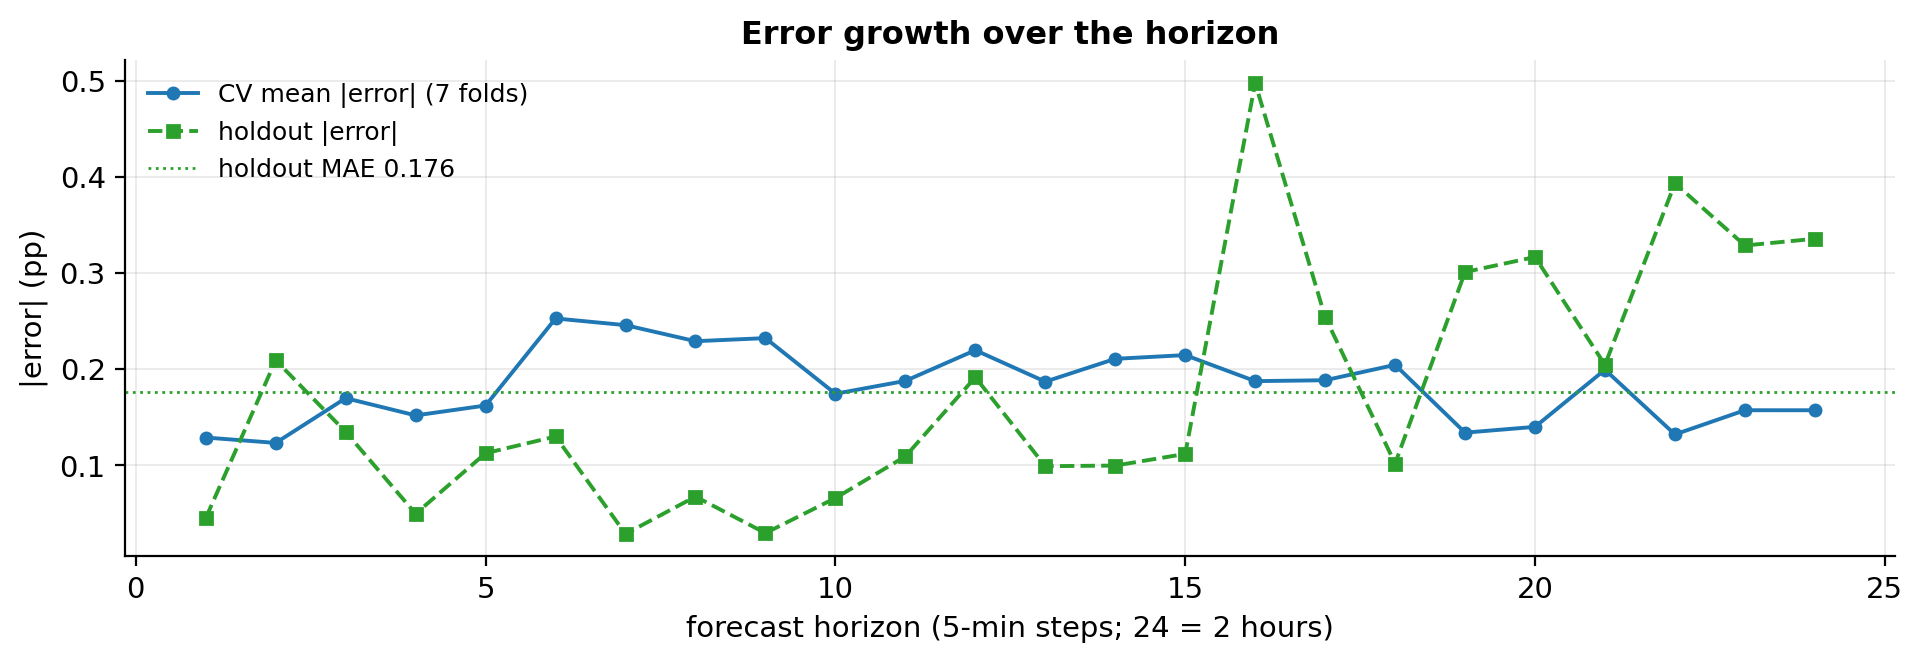 Error growth over the horizon
CV mean |error| (7 folds)
holdout |error|
holdout MAE 0.176
|error| (pp)
0.5
0.4
0.3
0.2
0.1
0 5 10 15 20 25
forecast horizon (5-min steps; 24 = 2 hours)